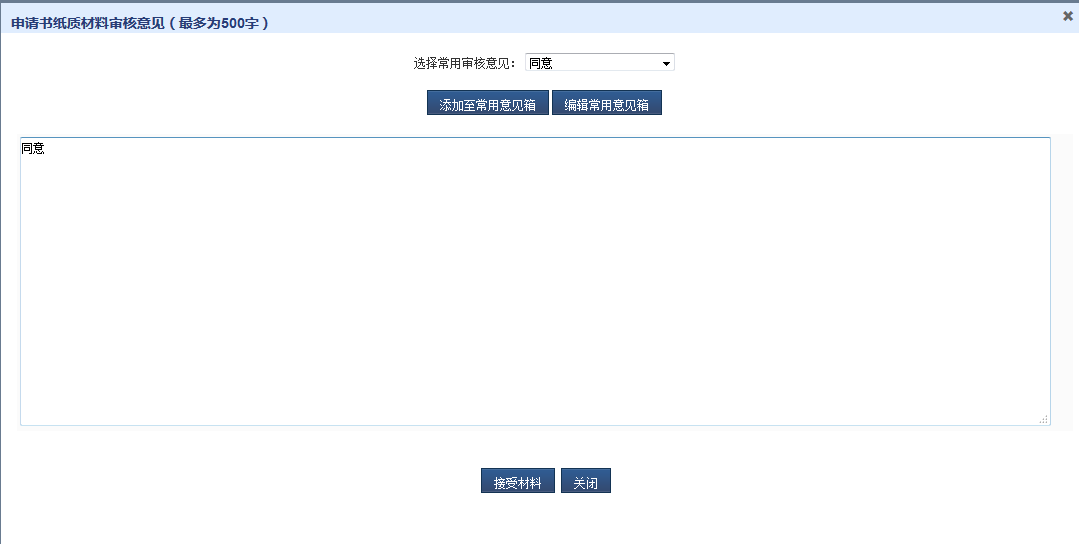 申请书纸质材料审核意见（最多为500字）
选择常用审核意见： 同意
添加至常用意见箱 编辑常用意见箱
同意
接受材料 关闭